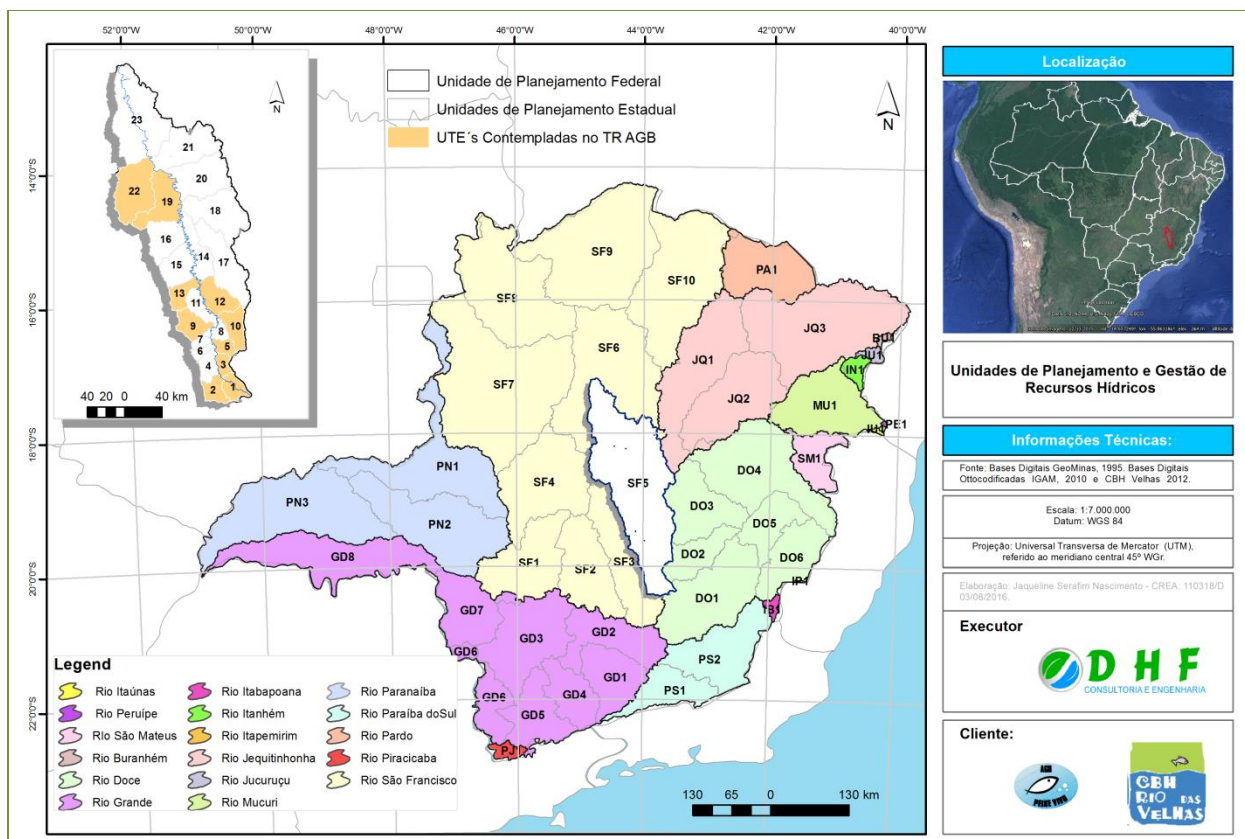 52°0'0"W
50°0'0"W
48°0'0"W
46°0'0"W
44°0'0"W
42°0'0"W
40°0'0"W
14°0'0"S
16°0'0"S
18°0'0"S
20°0'0"S
22°0'0"S
N
23
21
20
22
19
18
16
15
14
17
13
11
12
9
8
10
7
6
5
4
3
2
1
40 20 0 40 km
Unidade de Planejamento Federal
Unidades de Planejamento Estadual
UTE´s Contempladas no TR AGB
N
SF9
SF8
SF10
PA1
SF6
JQ3
JQ1
BU1
JU1
IN1
SF7
JQ2
MU1
PE1
SM1
PN1
SF4
SF5
DO4
PN3
PN2
DO3
DO5
GD8
DO2
DO6
SF1
SF2
SF3
IP1
DO1
IB1
GD7
GD3
GD2
GD6
PS2
GD1
PS1
GD6
GD4
GD5
PJ
Legend
Rio Itaúnas
Rio Peruípe
RIo São Mateus
Rio Buranhém
Rio Doce
Rio Grande
Rio Itabapoana
Rio Itanhém
Rio Itapemirim
Rio Jequitinhonha
Rio Jucuruçu
Rio Mucuri
Rio Paranaíba
Rio Paraíba doSul
Rio Pardo
Rio Piracicaba
Rio São Francisco
130 65 0 130 km
Localização
Unidades de Planejamento e Gestão de
Recursos Hídricos
Informações Técnicas:
Fonte: Bases Digitais GeoMinas, 1995. Bases Digitais
Ottocodificadas IGAM, 2010 e CBH Velhas 2012.
Escala: 1:7.000.000
Datum: WGS 84
Projeção: Universal Transversa de Mercator (UTM),
referido ao meridiano central 45º WGr.
Elaboração: Jaqueline Serafim Nascimento - CREA: 110318/D
03/08/2016.
Executor
DHF
CONSULTORIA E ENGENHARIA
Cliente:
AGB
PEIXE VIVO
CBH
RIO DAS
VELHAS